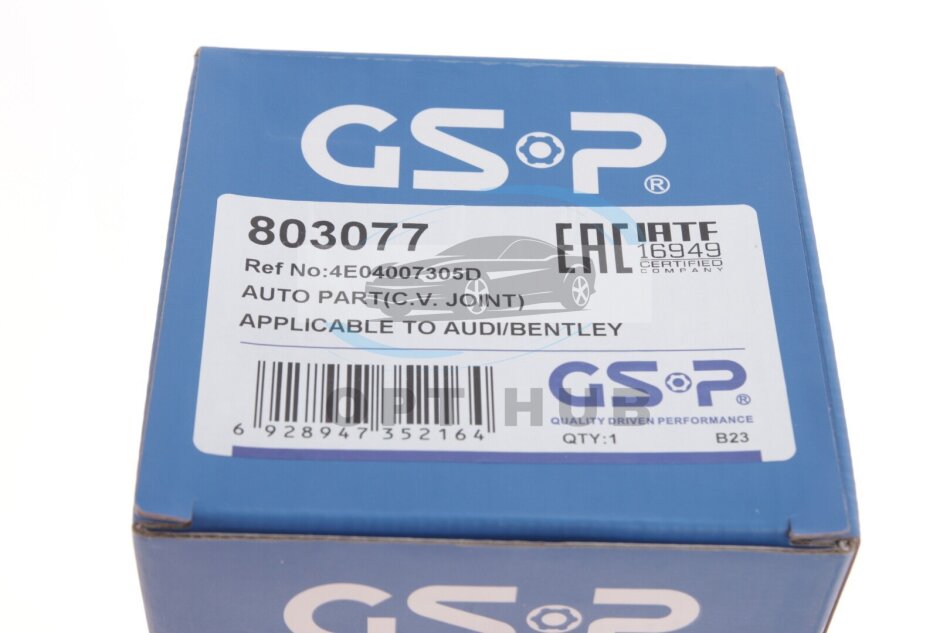 GSP®
803077
EAC IATF
16949
CERTIFIED
COMPANY
Ref No:4E04007305D
AUTO PART(C.V. JOINT)
APPLICABLE TO AUDI/BENTLEY
GSP®
OPT HUB
QUALITY DRIVEN PERFORMANCE
6 928947 352164
QTY:1 B23
GSP®